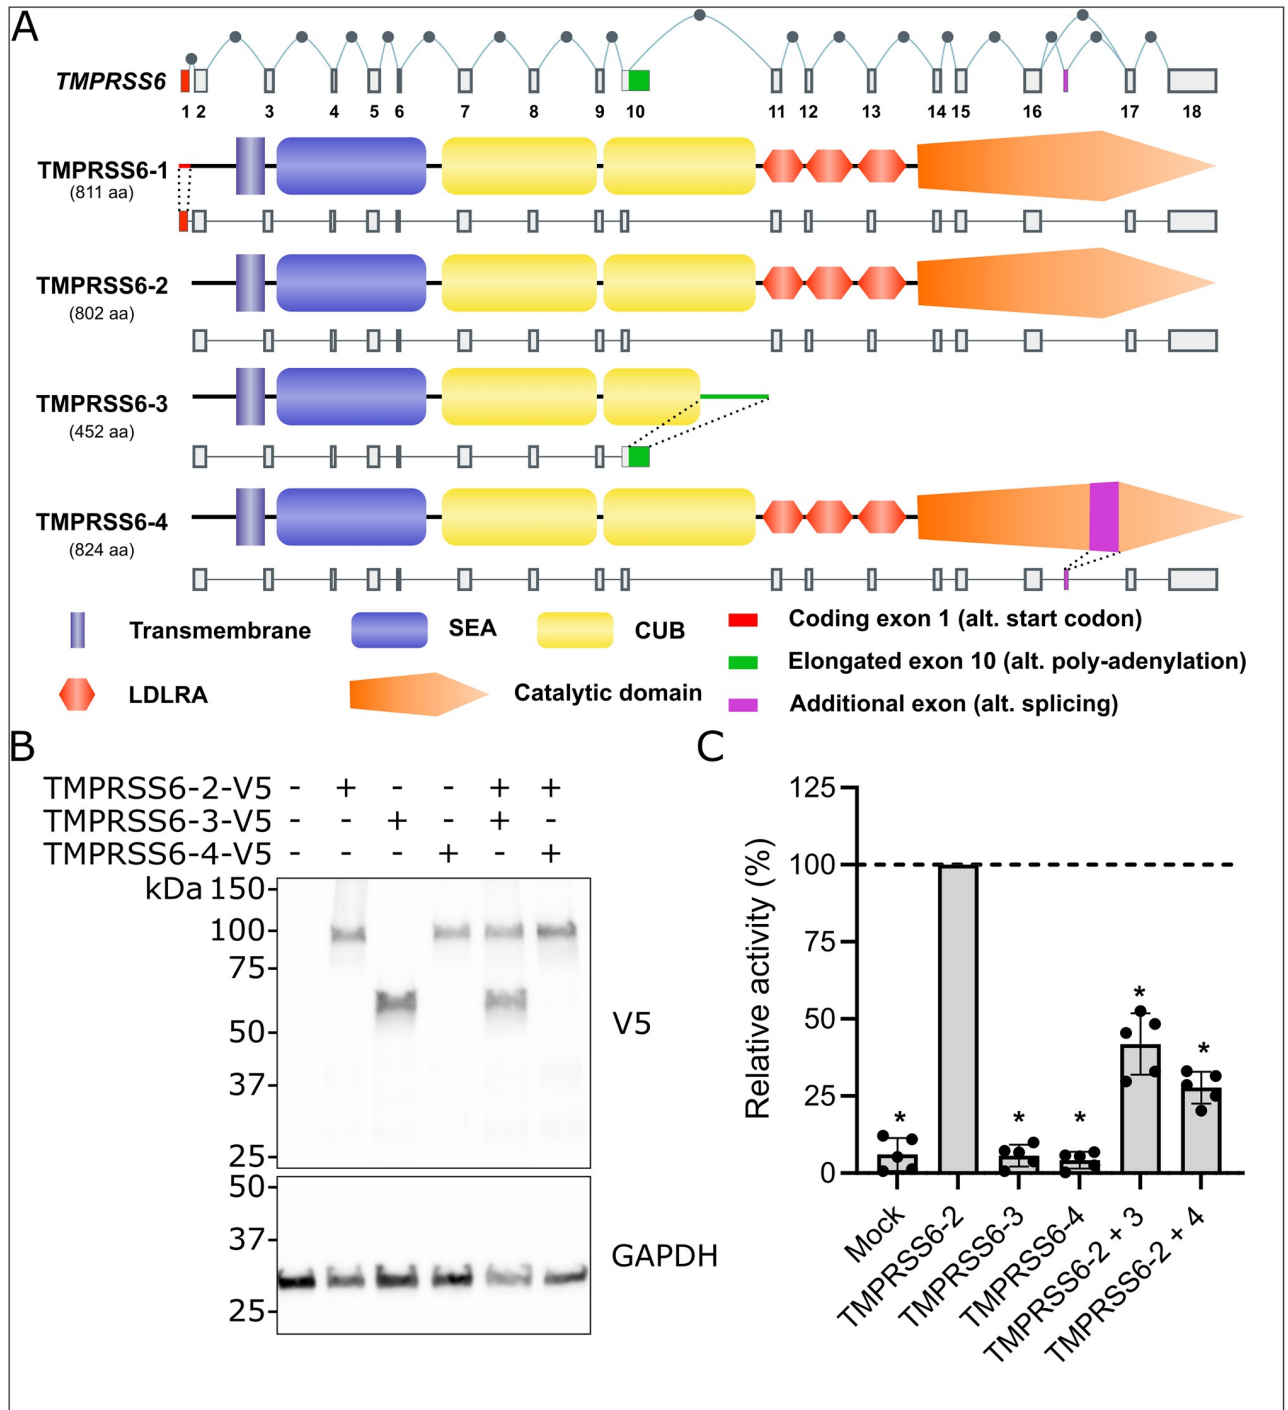 A
TMPRSS6
1 2 3 4 5 6 7 8 9 10 11 12 13 14 15 16 17 18
TMPRSS6-1
(811 aa)
TMPRSS6-2
(802 aa)
TMPRSS6-3
(452 aa)
TMPRSS6-4
(824 aa)
Transmembrane SEA CUB
LDLRA Catalytic domain
Coding exon 1 (alt. start codon)
Elongated exon 10 (alt. poly-adenylation)
Additional exon (alt. splicing)
B
TMPRSS6-2-V5 - + - - + +
TMPRSS6-3-V5 - - + - + -
TMPRSS6-4-V5 - - - + - +
kDa 150
100
75
50
37
25
V5
50
37
25
GAPDH
C
Relative activity (%)
125
100
75
50
25
0
* * * * *
Mock
TMPRSS6-2
TMPRSS6-3
TMPRSS6-4
TMPRSS6-2 + 3
TMPRSS6-2 + 4